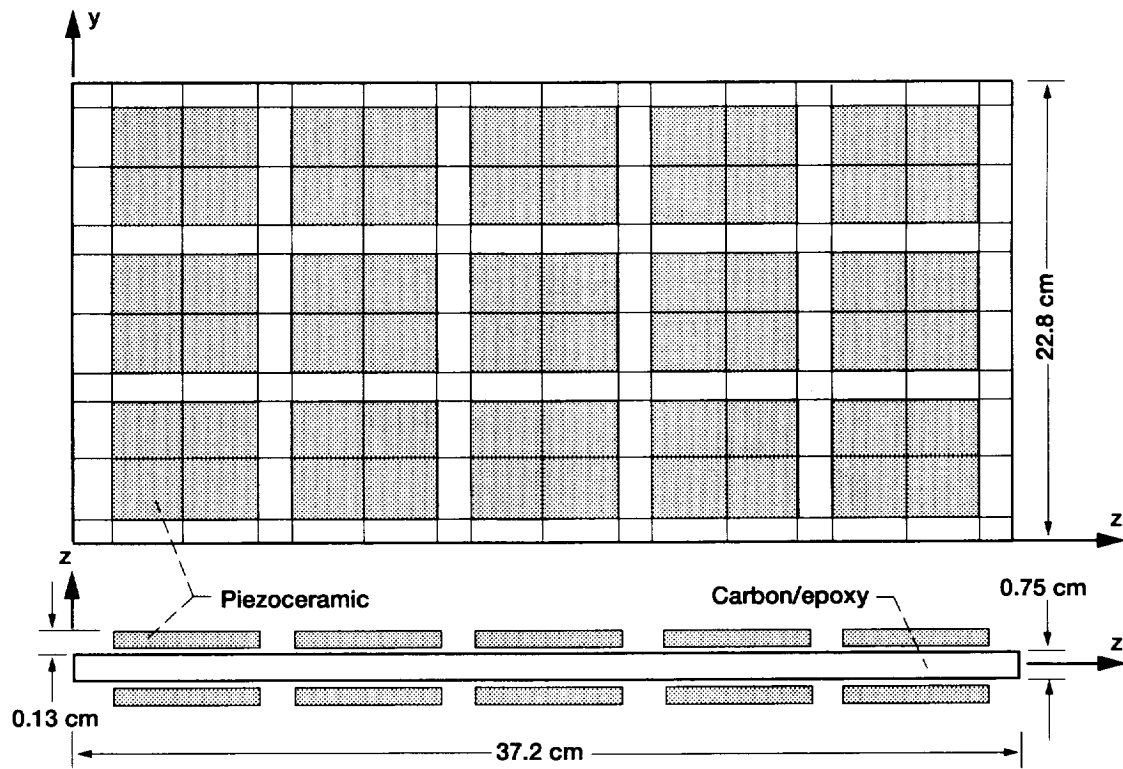 y
22.8 cm
z
z
Piezoceramic
Carbon/epoxy
0.75 cm
z
0.13 cm
37.2 cm